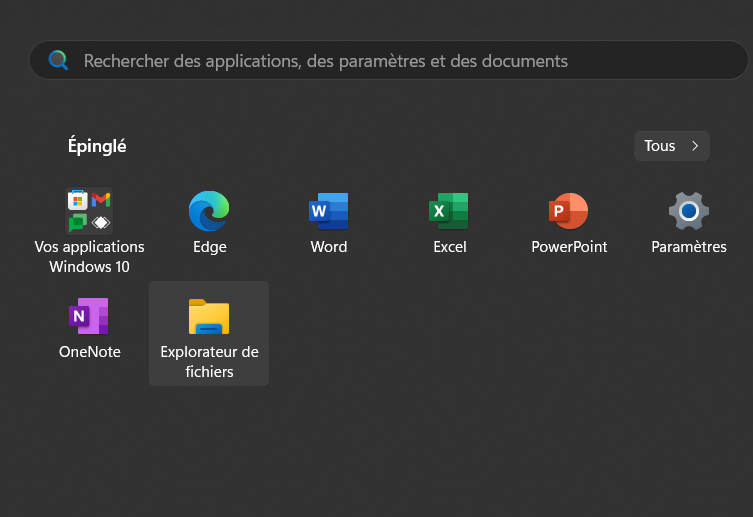 Rechercher des applications, des paramètres et des documents
Épinglé
Tous
Vos applications
Windows 10
Edge
Word
Excel
PowerPoint
Paramètres
OneNote
Explorateur de
fichiers